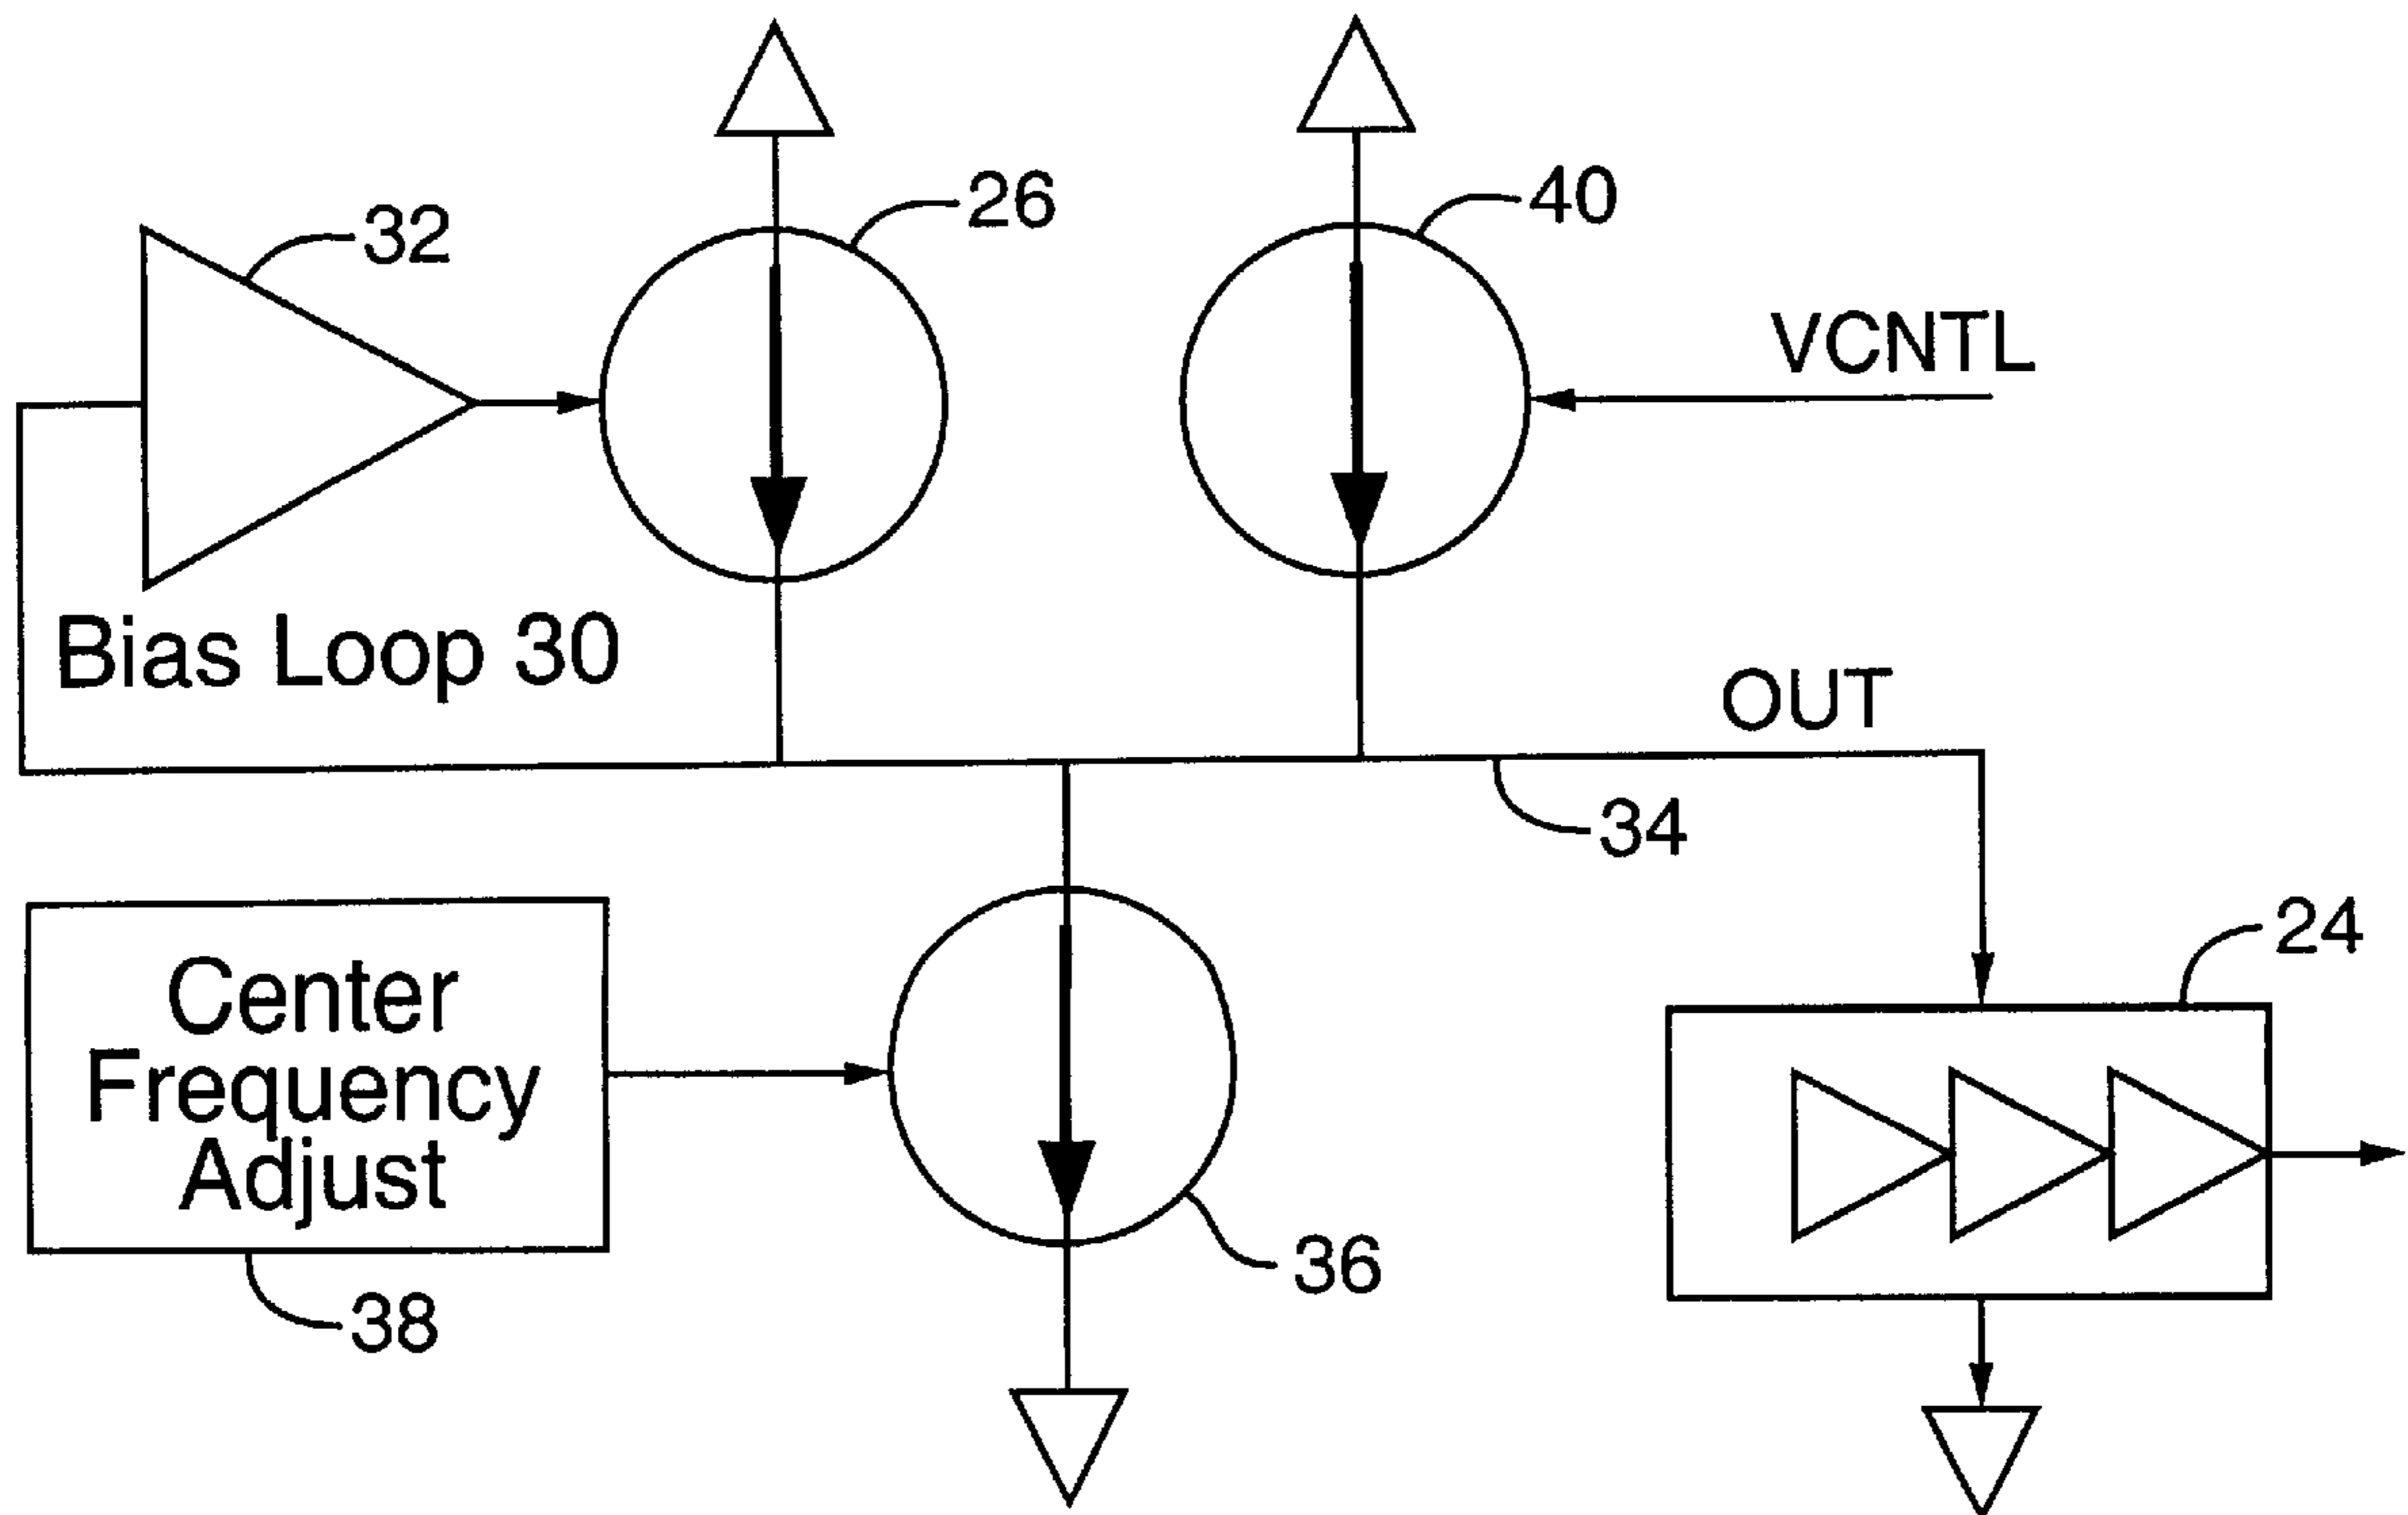 32
26
40
VCNTL
Bias Loop 30
OUT
34
24
Center
Frequency
Adjust
36
38